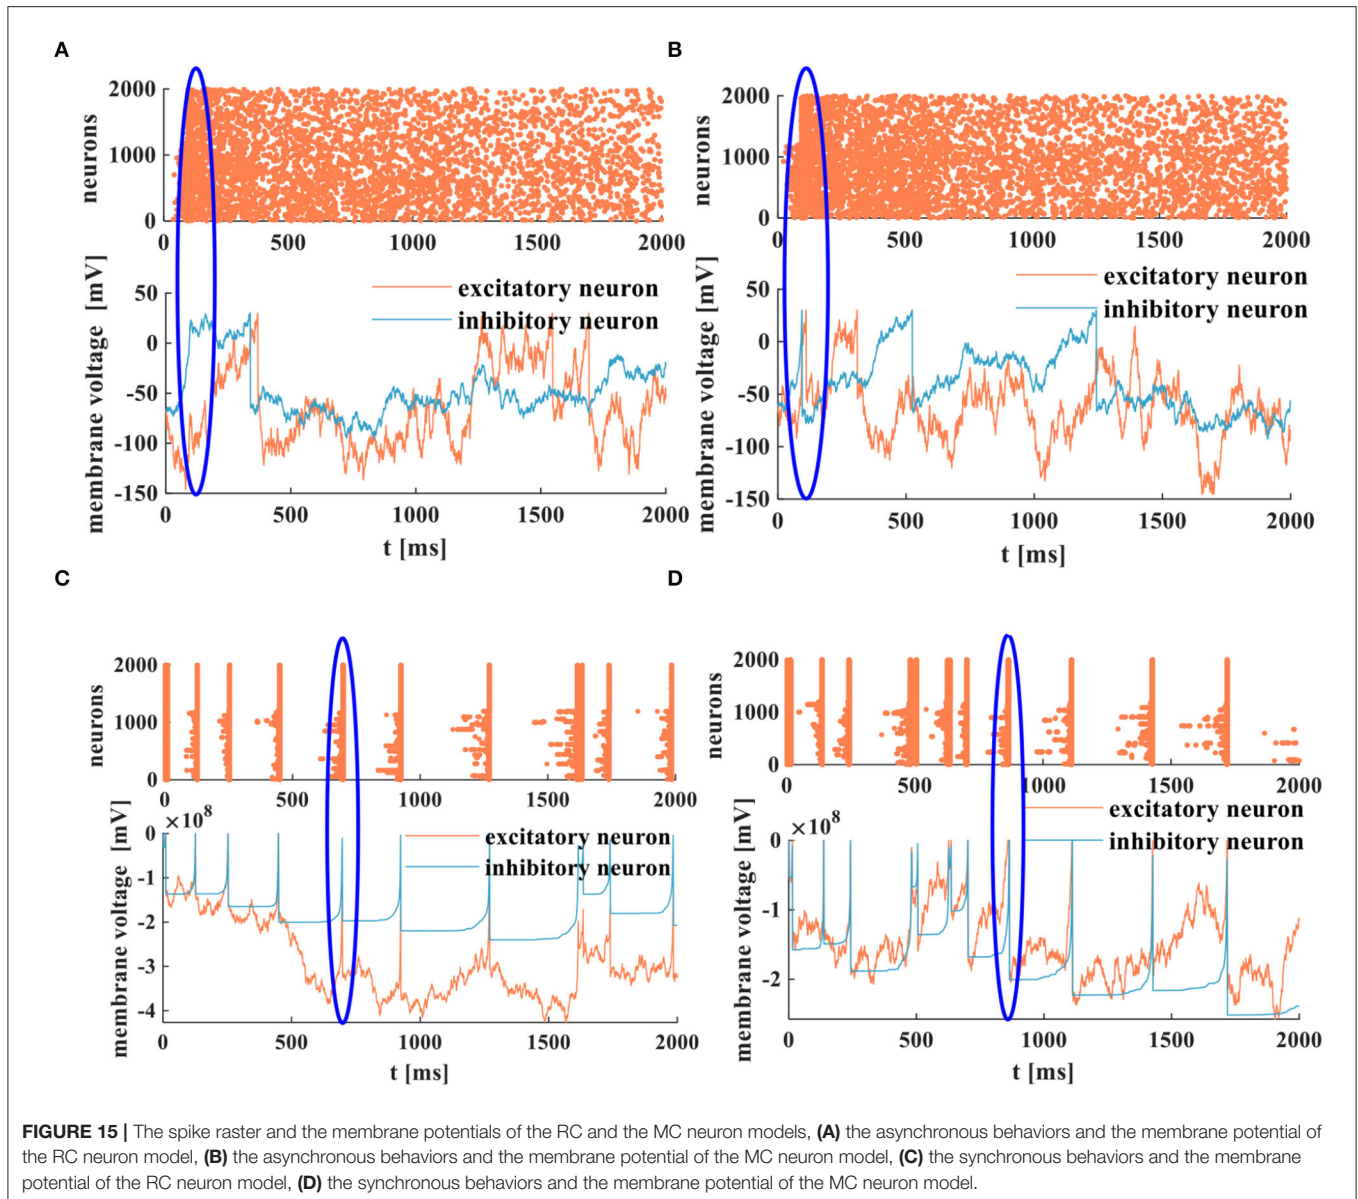 A
2000
neurons
1000
0
0 500 1000 1500 2000
membrane voltage [mV]
50
excitatory neuron
inhibitory neuron
0
-50
-100
-150
0 500 1000 1500 2000
t [ms]
B
2000
neurons
1000
0
0 500 1000 1500 2000
membrane voltage [mV]
50
excitatory neuron
inhibitory neuron
0
-50
-100
-150
0 500 1000 1500 2000
t [ms]
C
2000
neurons
1000
0
0 500 1000 1500 2000
membrane voltage [mV]
×10⁸
0
excitatory neuron
inhibitory neuron
-1
-2
-3
-4
0 500 1000 1500 2000
t [ms]
D
2000
neurons
1000
0
0 500 1000 1500 2000
membrane voltage [mV]
×10⁸
0
excitatory neuron
inhibitory neuron
-1
-2
0 500 1000 1500 2000
t [ms]
FIGURE 15 | The spike raster and the membrane potentials of the RC and the MC neuron models, (A) the asynchronous behaviors and the membrane potential of
the RC neuron model, (B) the asynchronous behaviors and the membrane potential of the MC neuron model, (C) the synchronous behaviors and the membrane
potential of the RC neuron model, (D) the synchronous behaviors and the membrane potential of the MC neuron model.